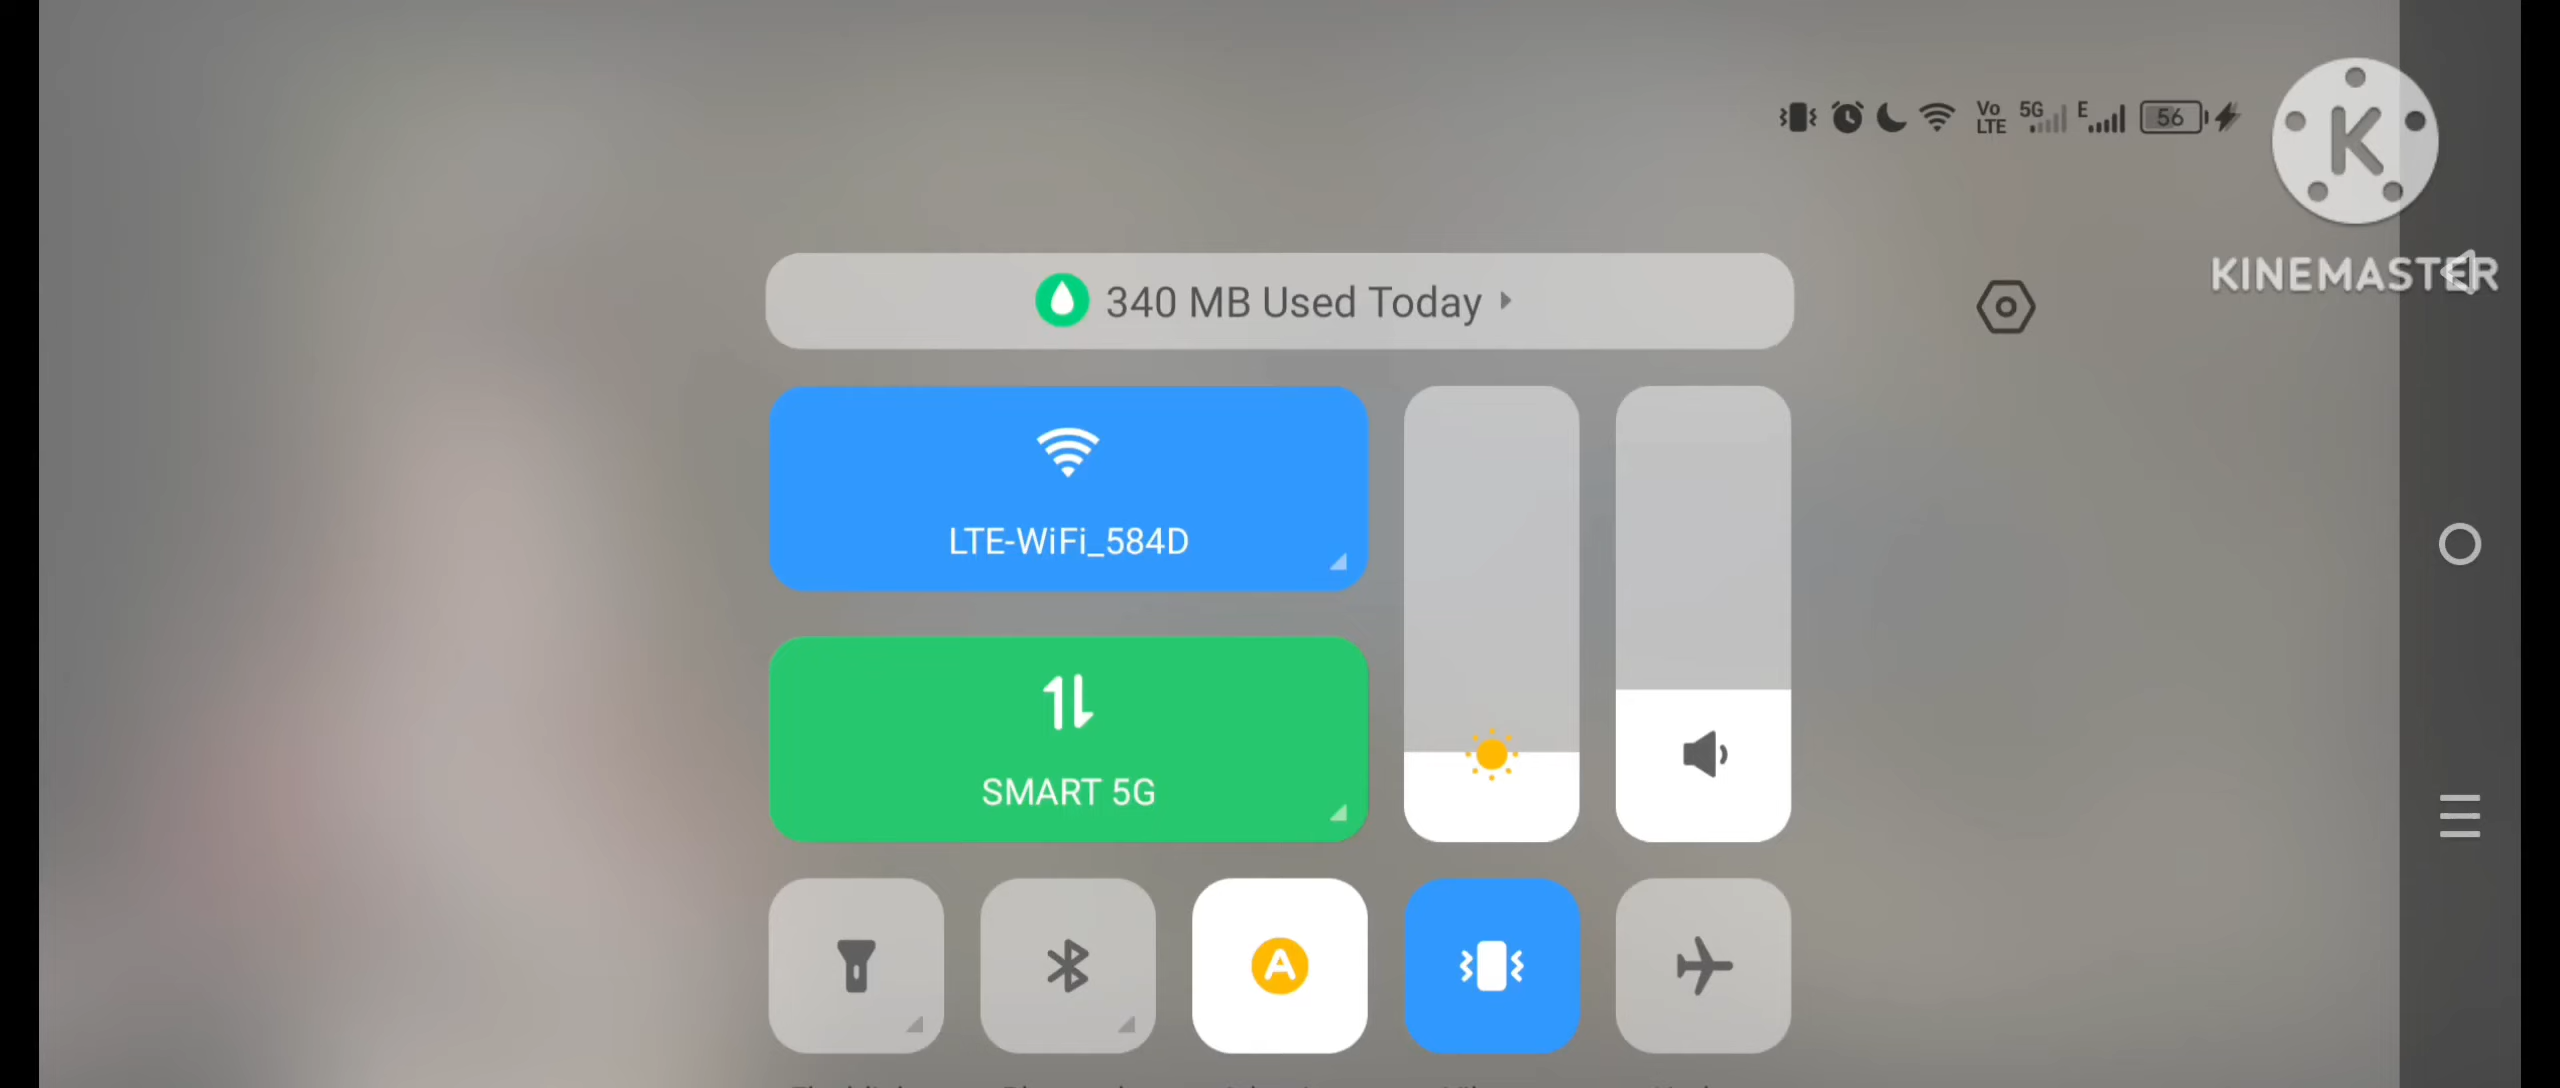 Vo
LTE
5G
E
56
K
KINEMASTER
340 MB Used Today
LTE-WiFi_584D
SMART 5G
A